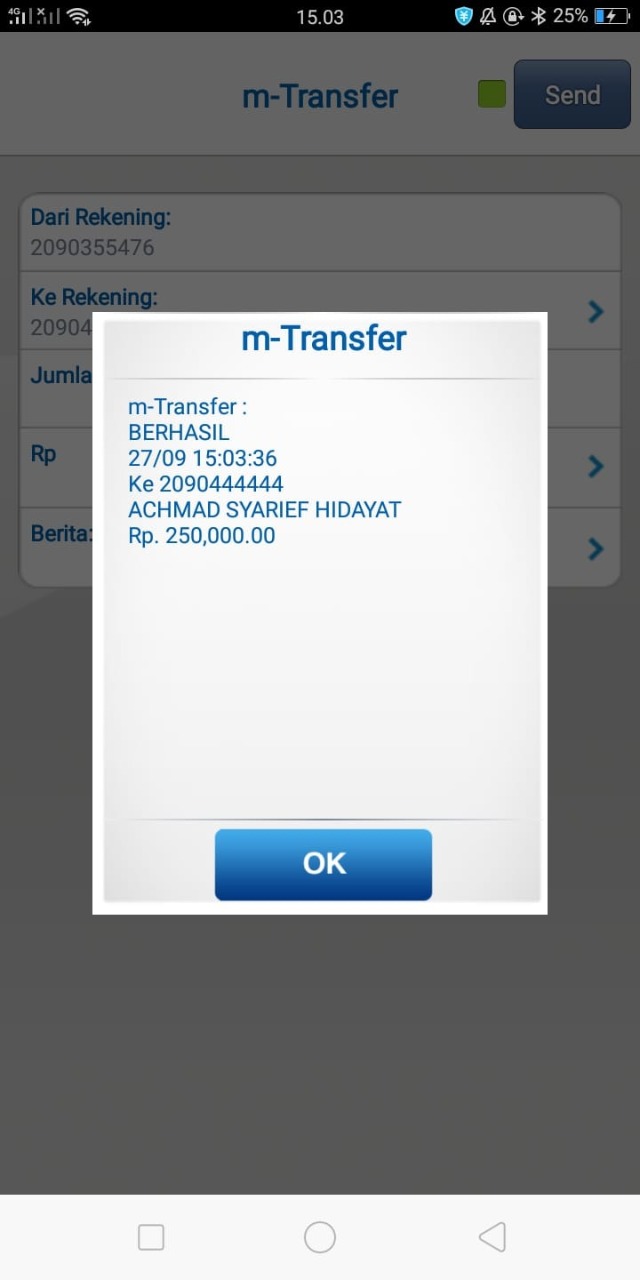 4G 15.03 25%
m-Transfer Send
Dari Rekening:
2090355476
Ke Rekening:
20904
Jumla
Rp
Berita:
m-Transfer
m-Transfer :
BERHASIL
27/09 15:03:36
Ke 2090444444
ACHMAD SYARIEF HIDAYAT
Rp. 250,000.00
OK